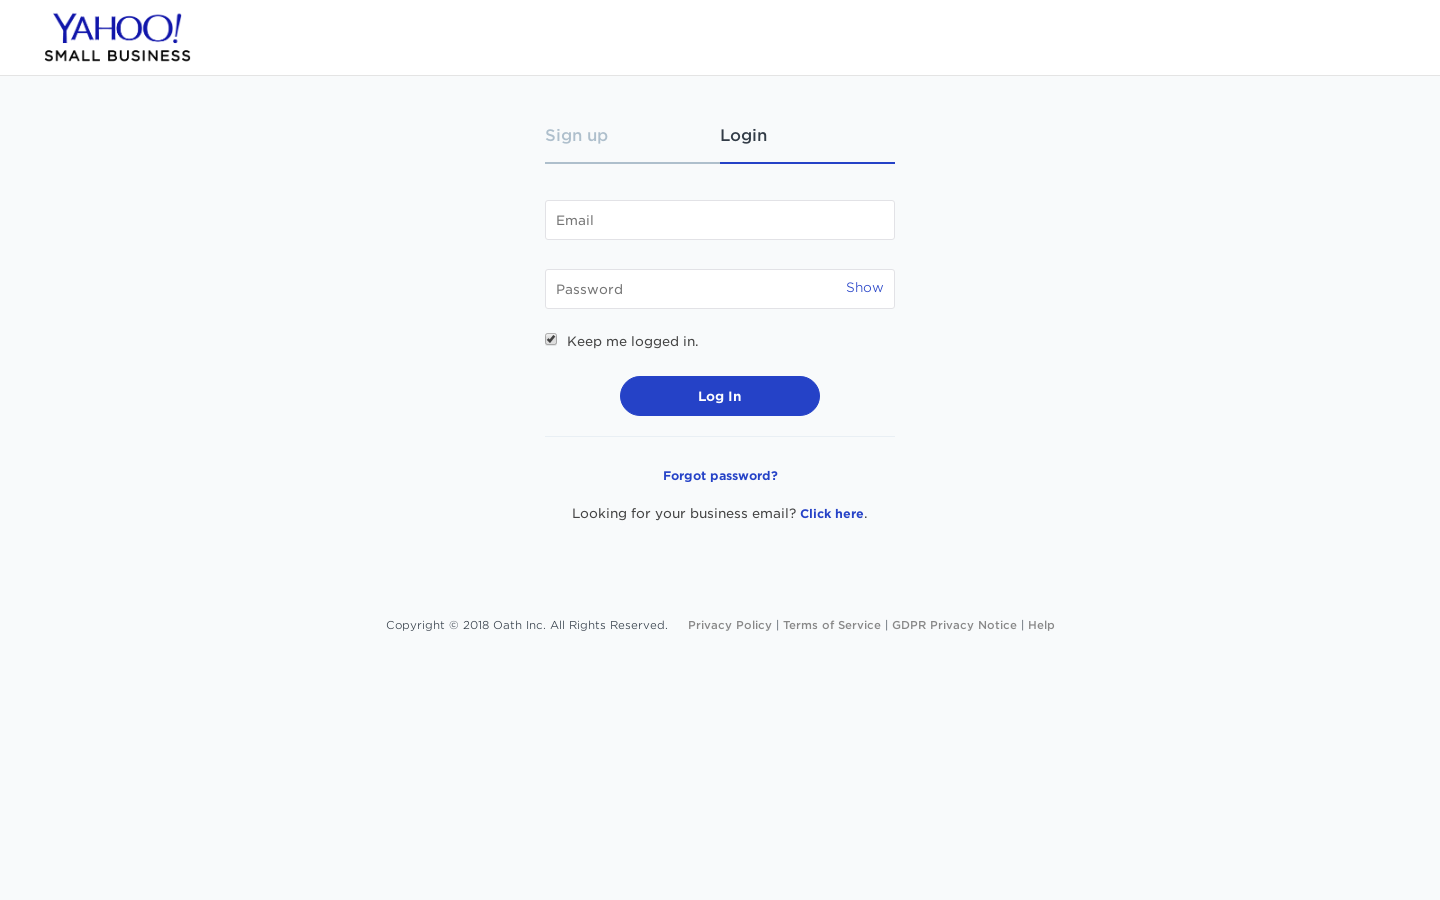 YAHOO!
SMALL BUSINESS
Sign up Login
Email
Password Show
Keep me logged in.
Log In
Forgot password?
Looking for your business email? Click here.
Copyright © 2018 Oath Inc. All Rights Reserved. Privacy Policy | Terms of Service | GDPR Privacy Notice | Help